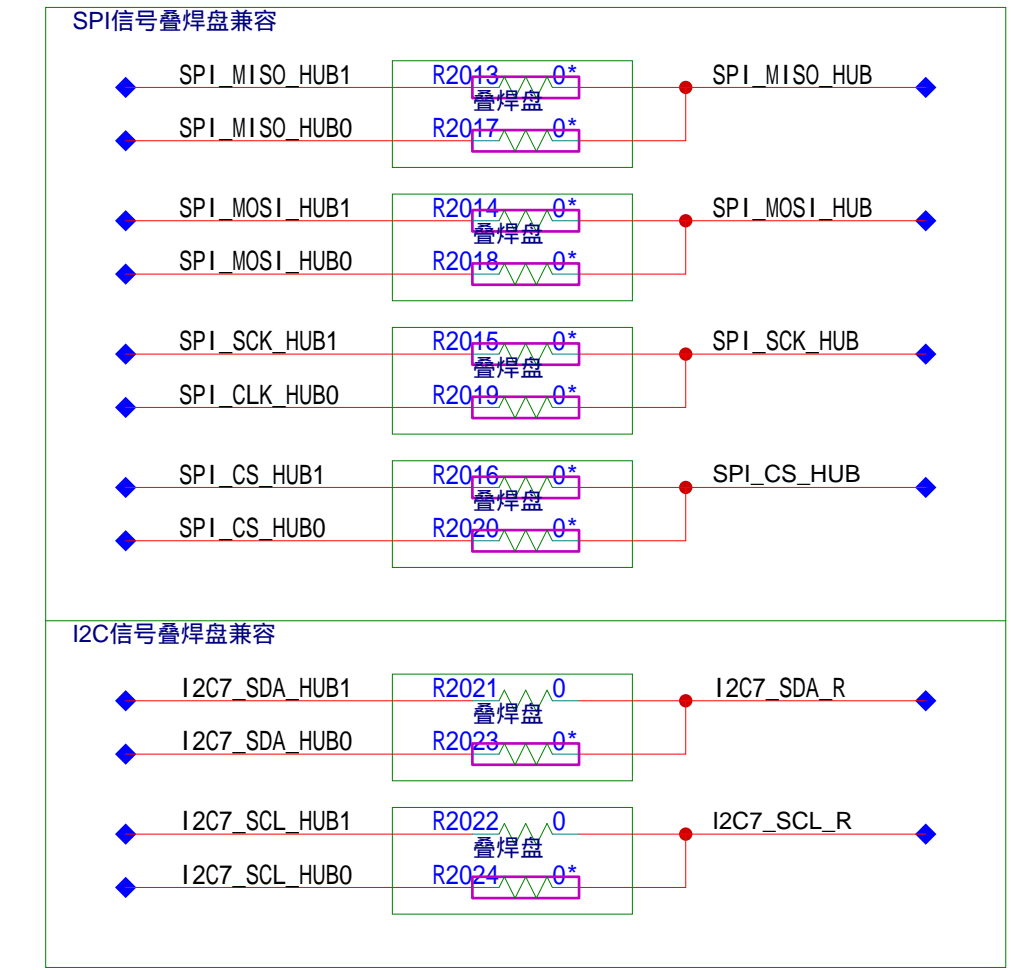 SPI信号叠焊盘兼容
SPI_MISO_HUB1 R2013 0* SPI_MISO_HUB
叠焊盘
SPI_MISO_HUB0 R2017 0*
SPI_MOSI_HUB1 R2014 0* SPI_MOSI_HUB
叠焊盘
SPI_MOSI_HUB0 R2018 0*
SPI_SCK_HUB1 R2015 0* SPI_SCK_HUB
叠焊盘
SPI_CLK_HUB0 R2019 0*
SPI_CS_HUB1 R2016 0* SPI_CS_HUB
叠焊盘
SPI_CS_HUB0 R2020 0*
I2C信号叠焊盘兼容
I2C7_SDA_HUB1 R2021 0 I2C7_SDA_R
叠焊盘
I2C7_SDA_HUB0 R2023 0*
I2C7_SCL_HUB1 R2022 0 I2C7_SCL_R
叠焊盘
I2C7_SCL_HUB0 R2024 0*